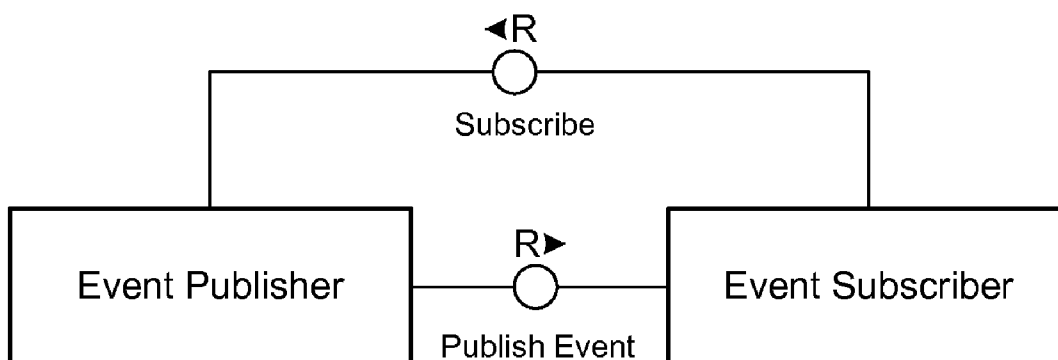 ◄R
Subscribe
R►
Event Publisher
Event Subscriber
Publish Event